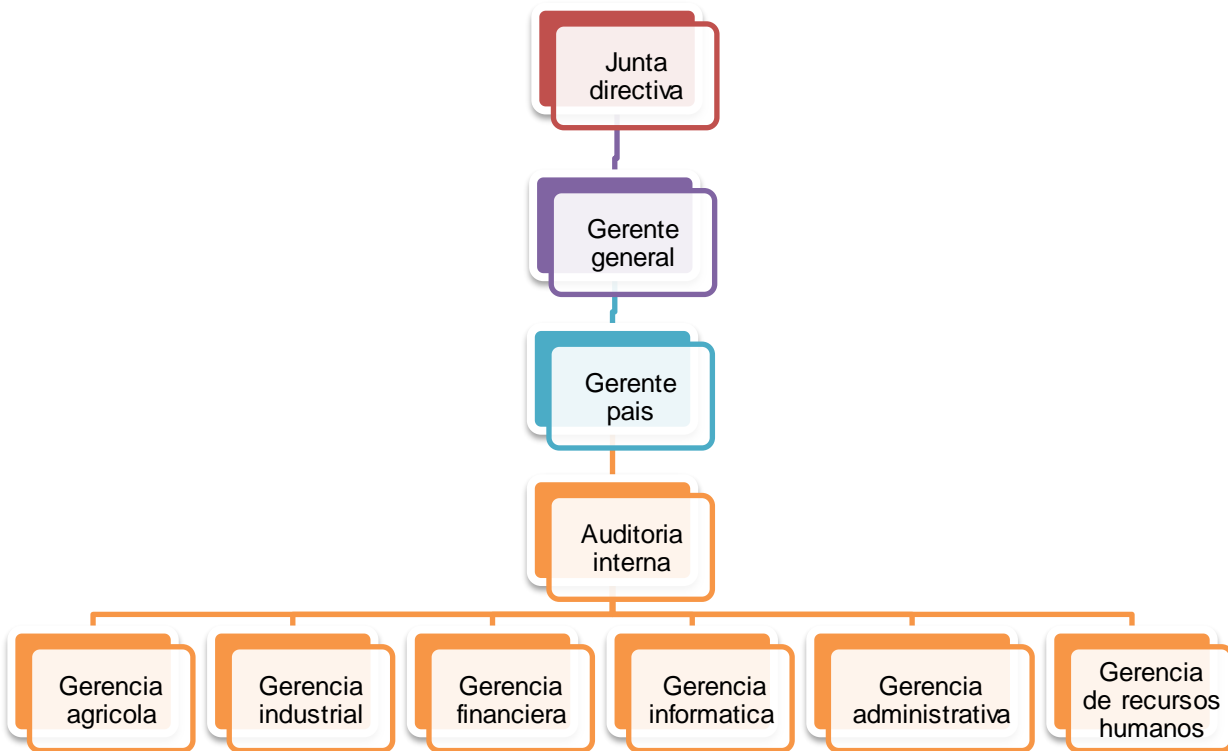 Junta
directiva
Gerente
general
Gerente
pais
Auditoria
interna
Gerencia
agricola
Gerencia
industrial
Gerencia
financiera
Gerencia
informatica
Gerencia
administrativa
Gerencia
de recursos
humanos